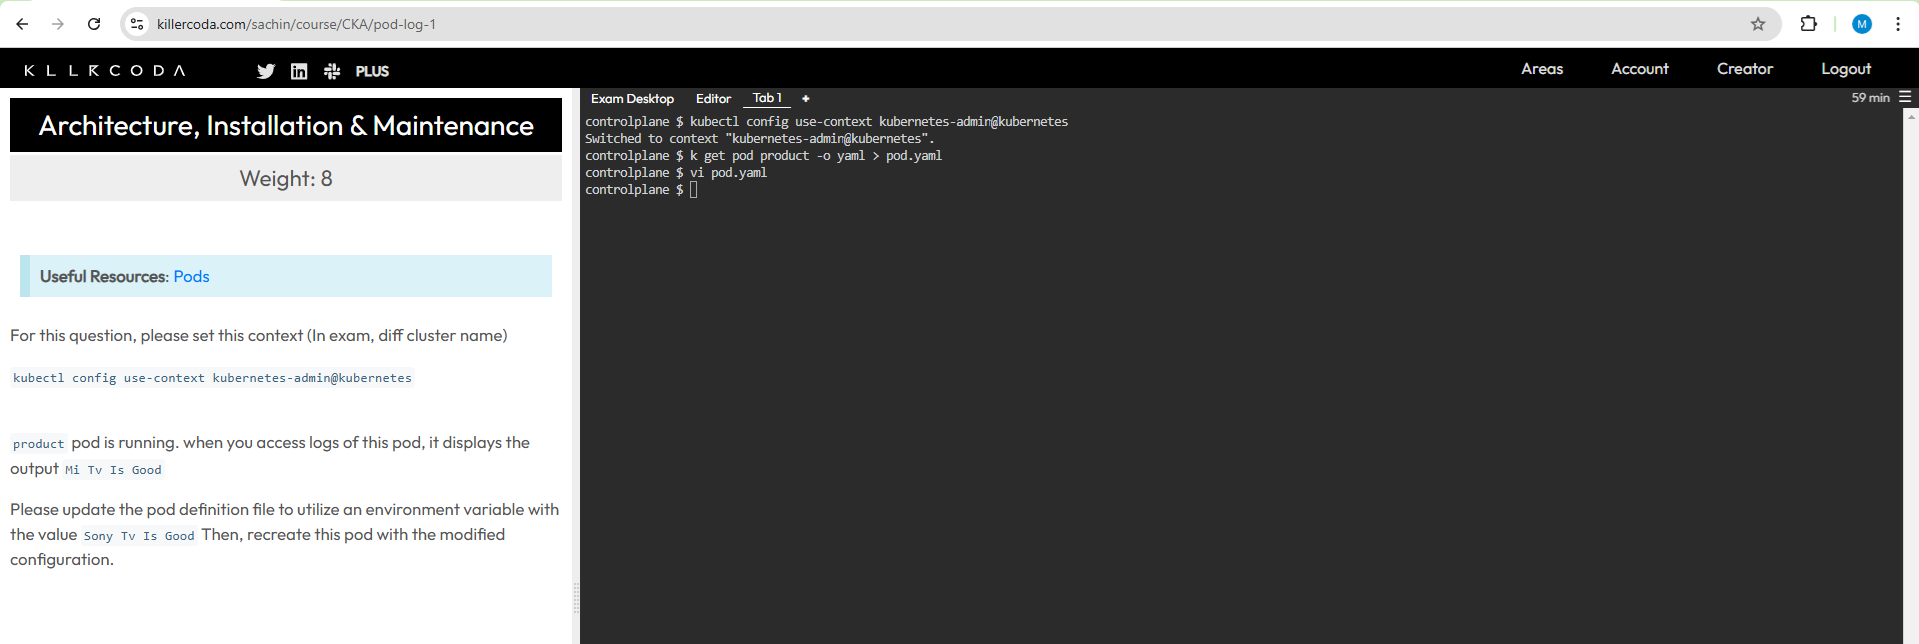 killercoda.com/sachin/course/CKA/pod-log-1
M
KLLRCODA
PLUS
Areas
Account
Creator
Logout
Architecture, Installation & Maintenance
Weight: 8
Useful Resources: Pods
For this question, please set this context (In exam, diff cluster name)
kubectl config use-context kubernetes-admin@kubernetes
product pod is running. when you access logs of this pod, it displays the
output Mi Tv Is Good
Please update the pod definition file to utilize an environment variable with
the value Sony Tv Is Good Then, recreate this pod with the modified
configuration.
Exam Desktop
Editor
Tab 1
+
59 min
controlplane $ kubectl config use-context kubernetes-admin@kubernetes
Switched to context "kubernetes-admin@kubernetes".
controlplane $ k get pod product -o yaml > pod.yaml
controlplane $ vi pod.yaml
controlplane $